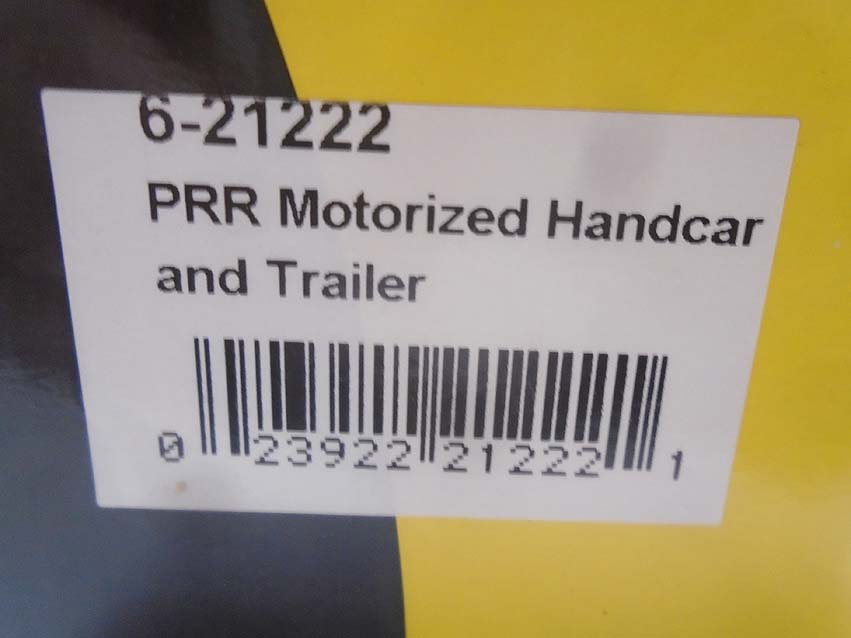 6-21222
PRR Motorized Handcar
and Trailer
0 23922 21222 1